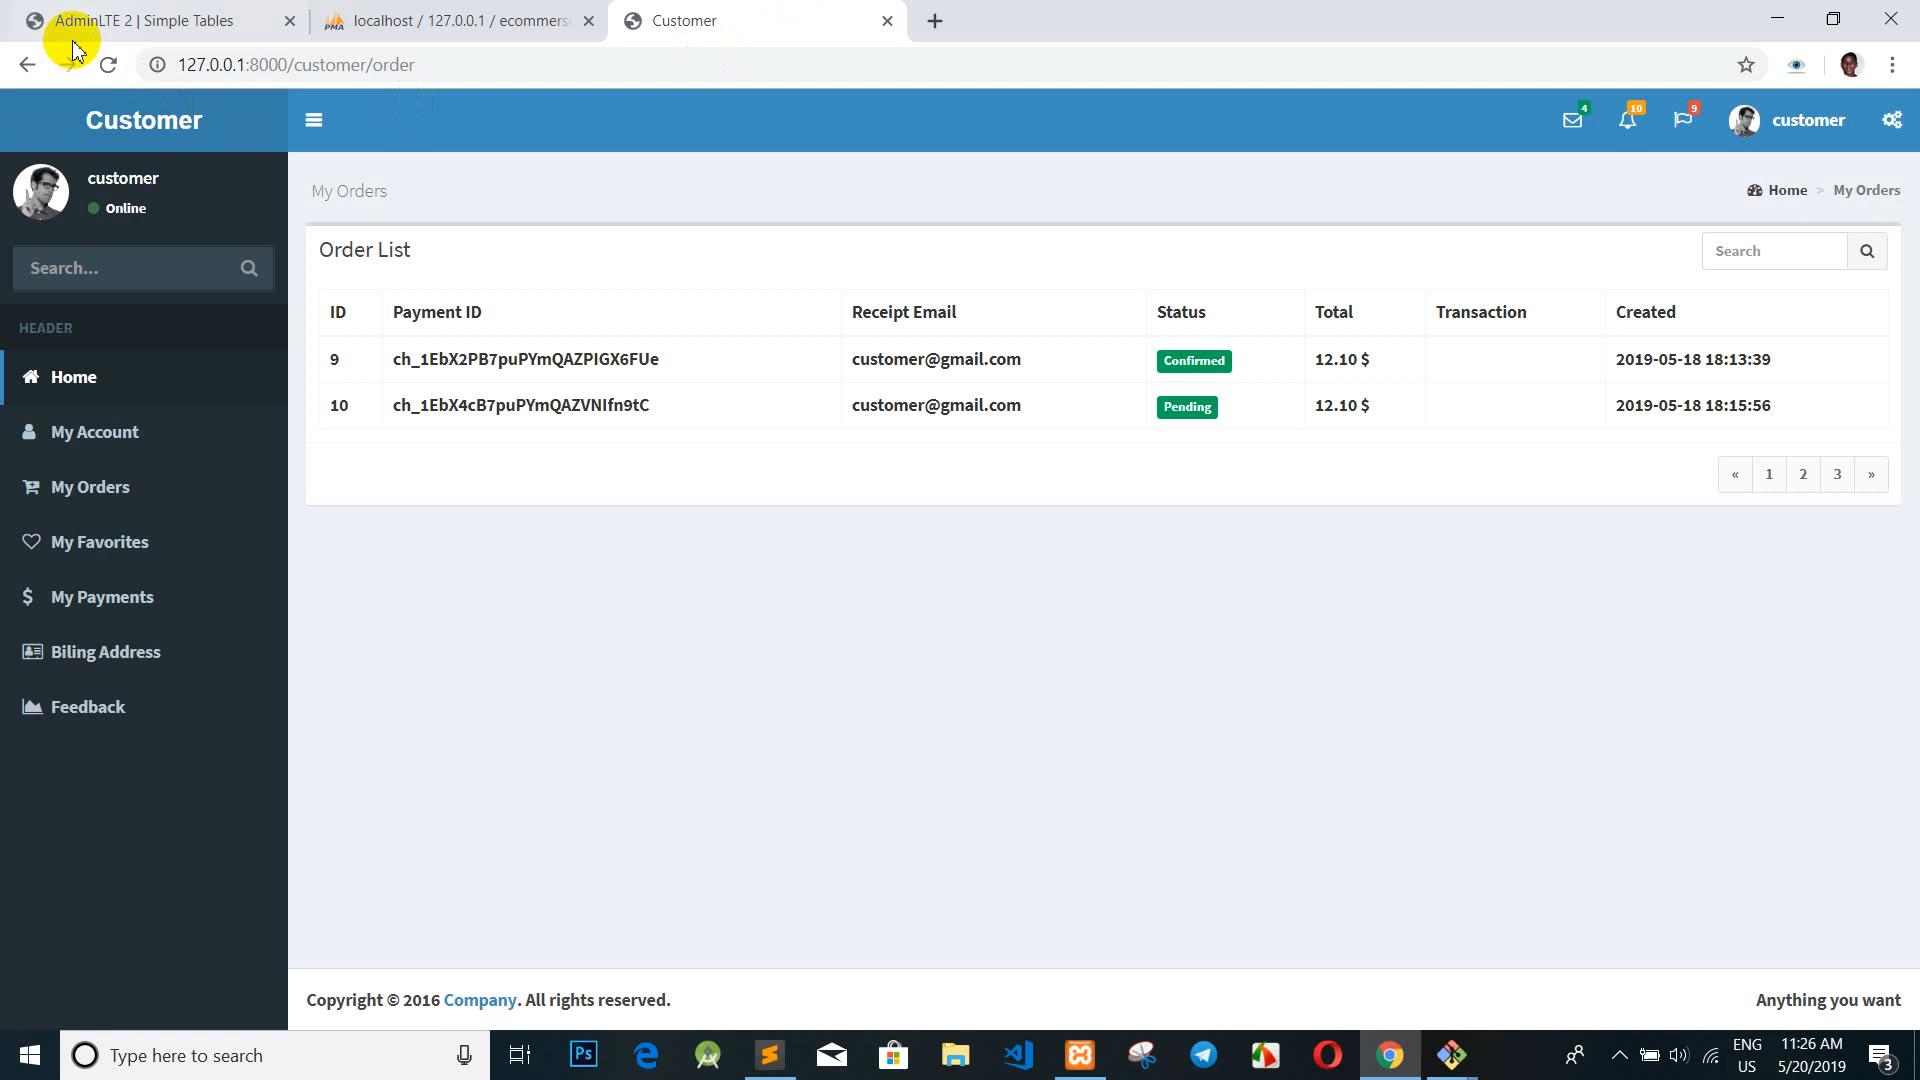 AdminLTE 2 | Simple Tables
localhost / 127.0.0.1 / ecommers
Customer
127.0.0.1:8000/customer/order
Customer
4
10
9
customer
customer
Online
My Orders
Home > My Orders
Search...
Order List
Search
HEADER
Home
My Account
My Orders
My Favorites
My Payments
Biling Address
Feedback
ID Payment ID Receipt Email Status Total Transaction Created
9 ch_1EbX2PB7puPYmQAZPIGX6FUe customer@gmail.com Confirmed 12.10 $ 2019-05-18 18:13:39
10 ch_1EbX4cB7puPYmQAZVNIfn9tC customer@gmail.com Pending 12.10 $ 2019-05-18 18:15:56
« 1 2 3 »
Copyright © 2016 Company. All rights reserved.
Anything you want
Type here to search
Ps
ENG
US
11:26 AM
5/20/2019
3